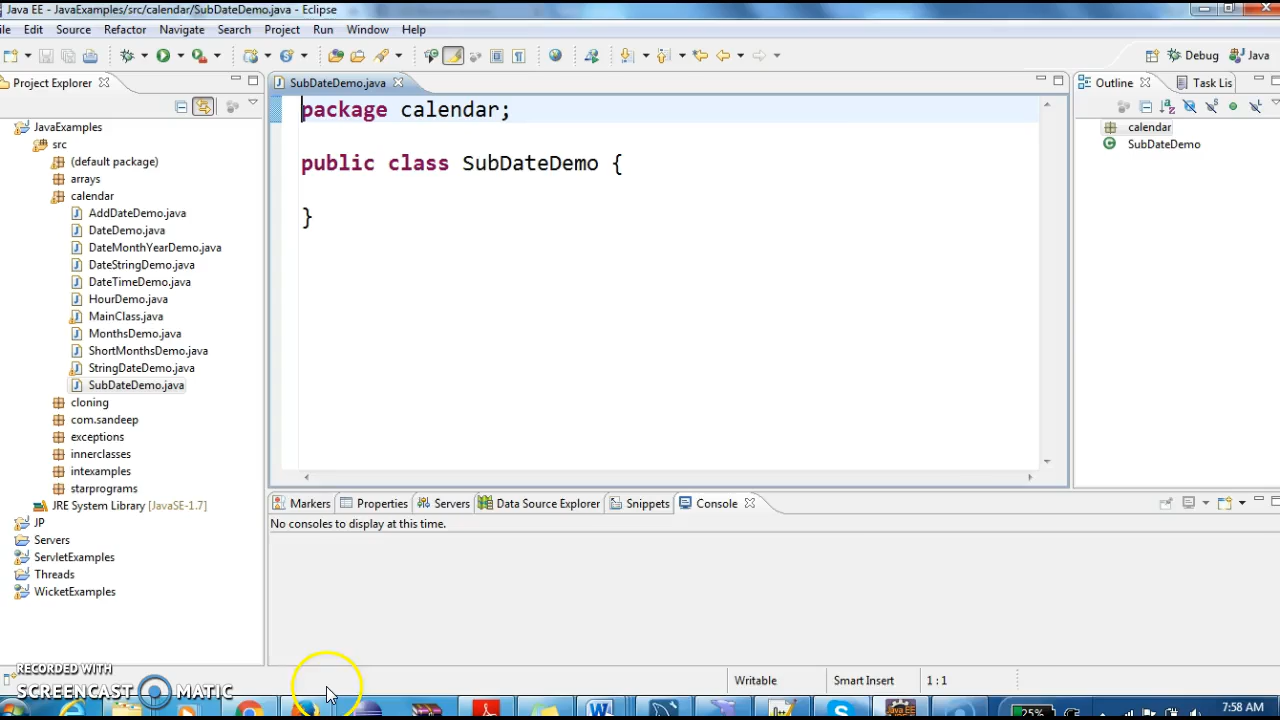 Java EE - JavaExamples/src/calendar/SubDateDemo.java - Eclipse
ile Edit Source Refactor Navigate Search Project Run Window Help
Debug Java
Project Explorer
SubDateDemo.java
Outline Task Lis
JavaExamples
src
(default package)
arrays
calendar
AddDateDemo.java
DateDemo.java
DateMonthYearDemo.java
DateStringDemo.java
DateTimeDemo.java
HourDemo.java
MainClass.java
MonthsDemo.java
ShortMonthsDemo.java
StringDateDemo.java
SubDateDemo.java
cloning
com.sandeep
exceptions
innerclasses
intexamples
starprograms
JRE System Library [JavaSE-1.7]
JP
Servers
ServletExamples
Threads
WicketExamples
package calendar;
public class SubDateDemo {
}
calendar
SubDateDemo
Markers Properties Servers Data Source Explorer Snippets Console
No consoles to display at this time.
Writable Smart Insert 1 : 1
RECORDED WITH
SCREENCAST MATIC
25%
7:58 AM